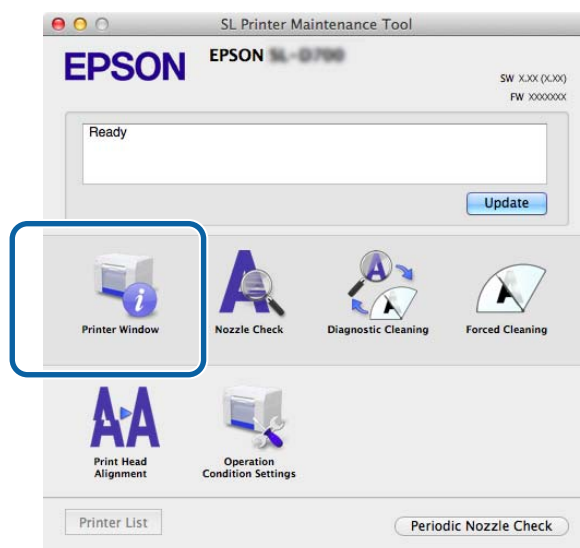 SL Printer Maintenance Tool
EPSON
EPSON
SW X.XX (X.XX)
FW XXXXXXX
Ready
Update
Printer Window
Nozzle Check
Diagnostic Cleaning
Forced Cleaning
Print Head
Alignment
Operation
Condition Settings
Printer List
Periodic Nozzle Check